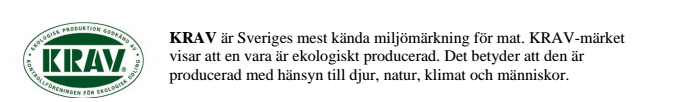 EKOLOGISK PRODUKTION GODKÄND AV
KRAV
KONTROLLFÖRENINGEN FÖR EKOLOGISK ODLING
KRAV är Sveriges mest kända miljömärkning för mat. KRAV-märket
visar att en vara är ekologiskt producerad. Det betyder att den är
producerad med hänsyn till djur, natur, klimat och människor.